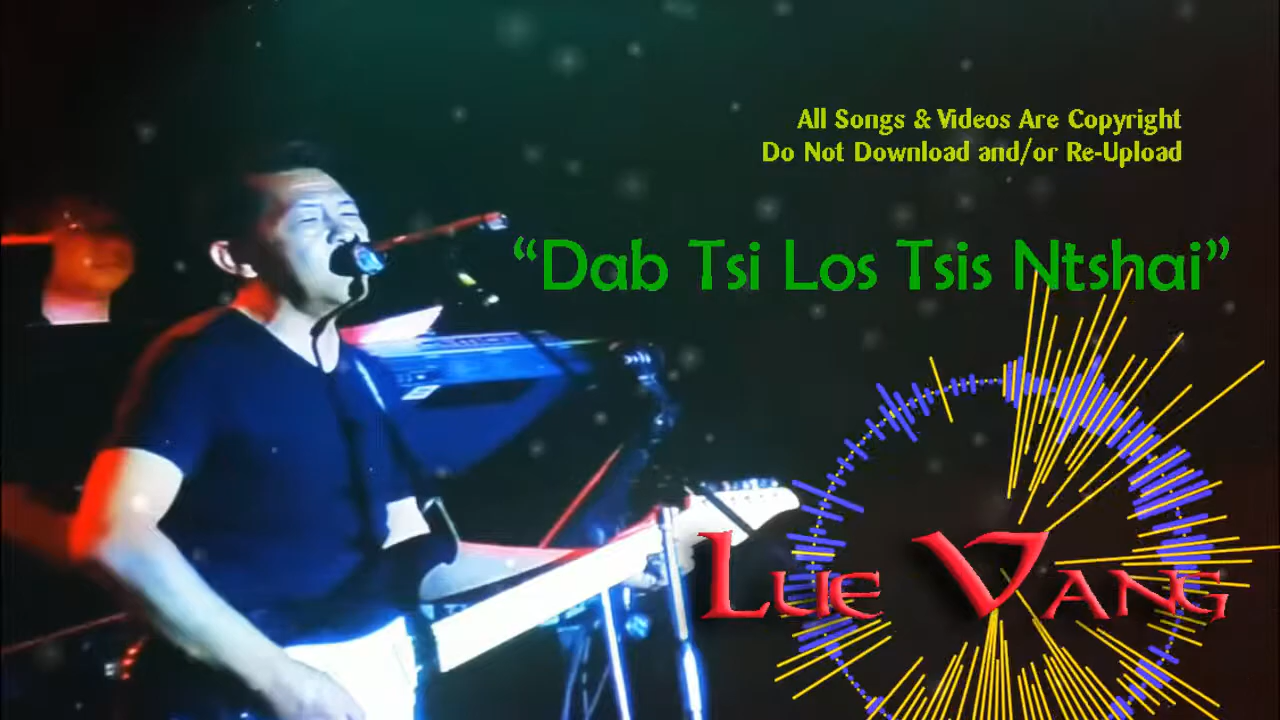 All Songs & Videos Are Copyright
Do Not Download and/or Re-Upload
“Dab Tsi Los Tsis Ntshai”
Lue Vang